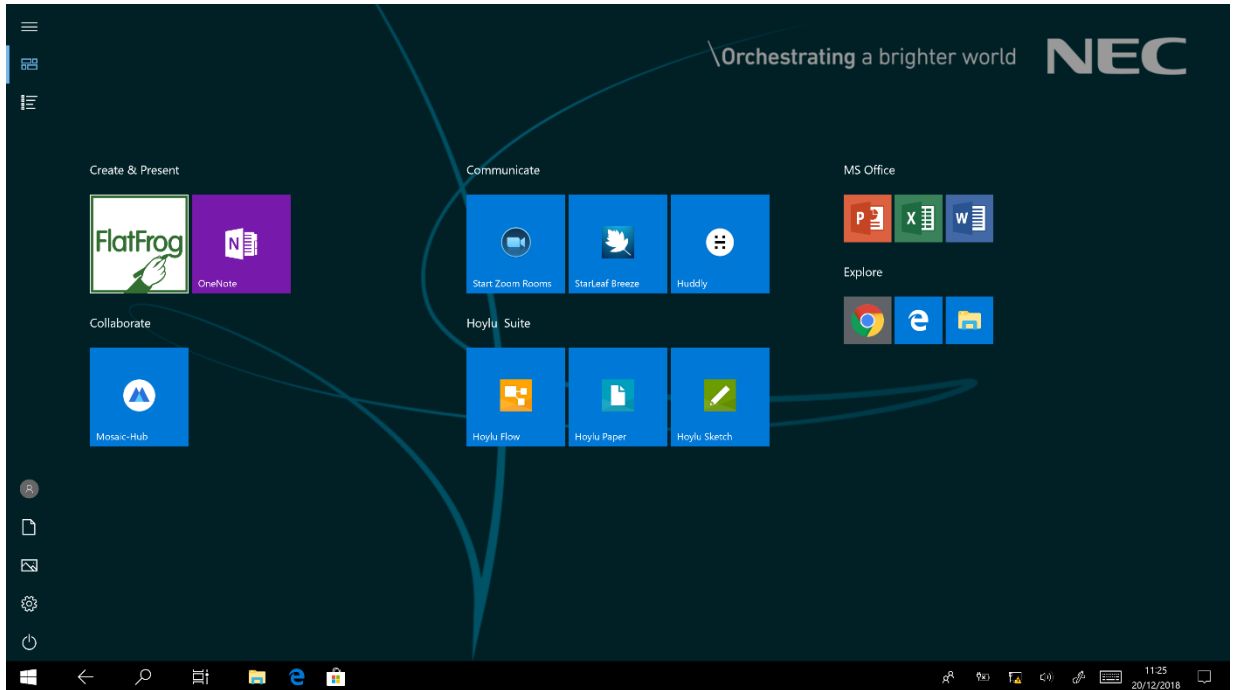 \Orchestrating a brighter world NEC
Create & Present
Communicate
MS Office
FlatFrog
N
OneNote
Start Zoom Rooms
StarLeaf Breeze
Huddly
P
X
W
Explore
Collaborate
Hoylu Suite
Mosaic-Hub
Hoylu Flow
Hoylu Paper
Hoylu Sketch
11:25
20/12/2018